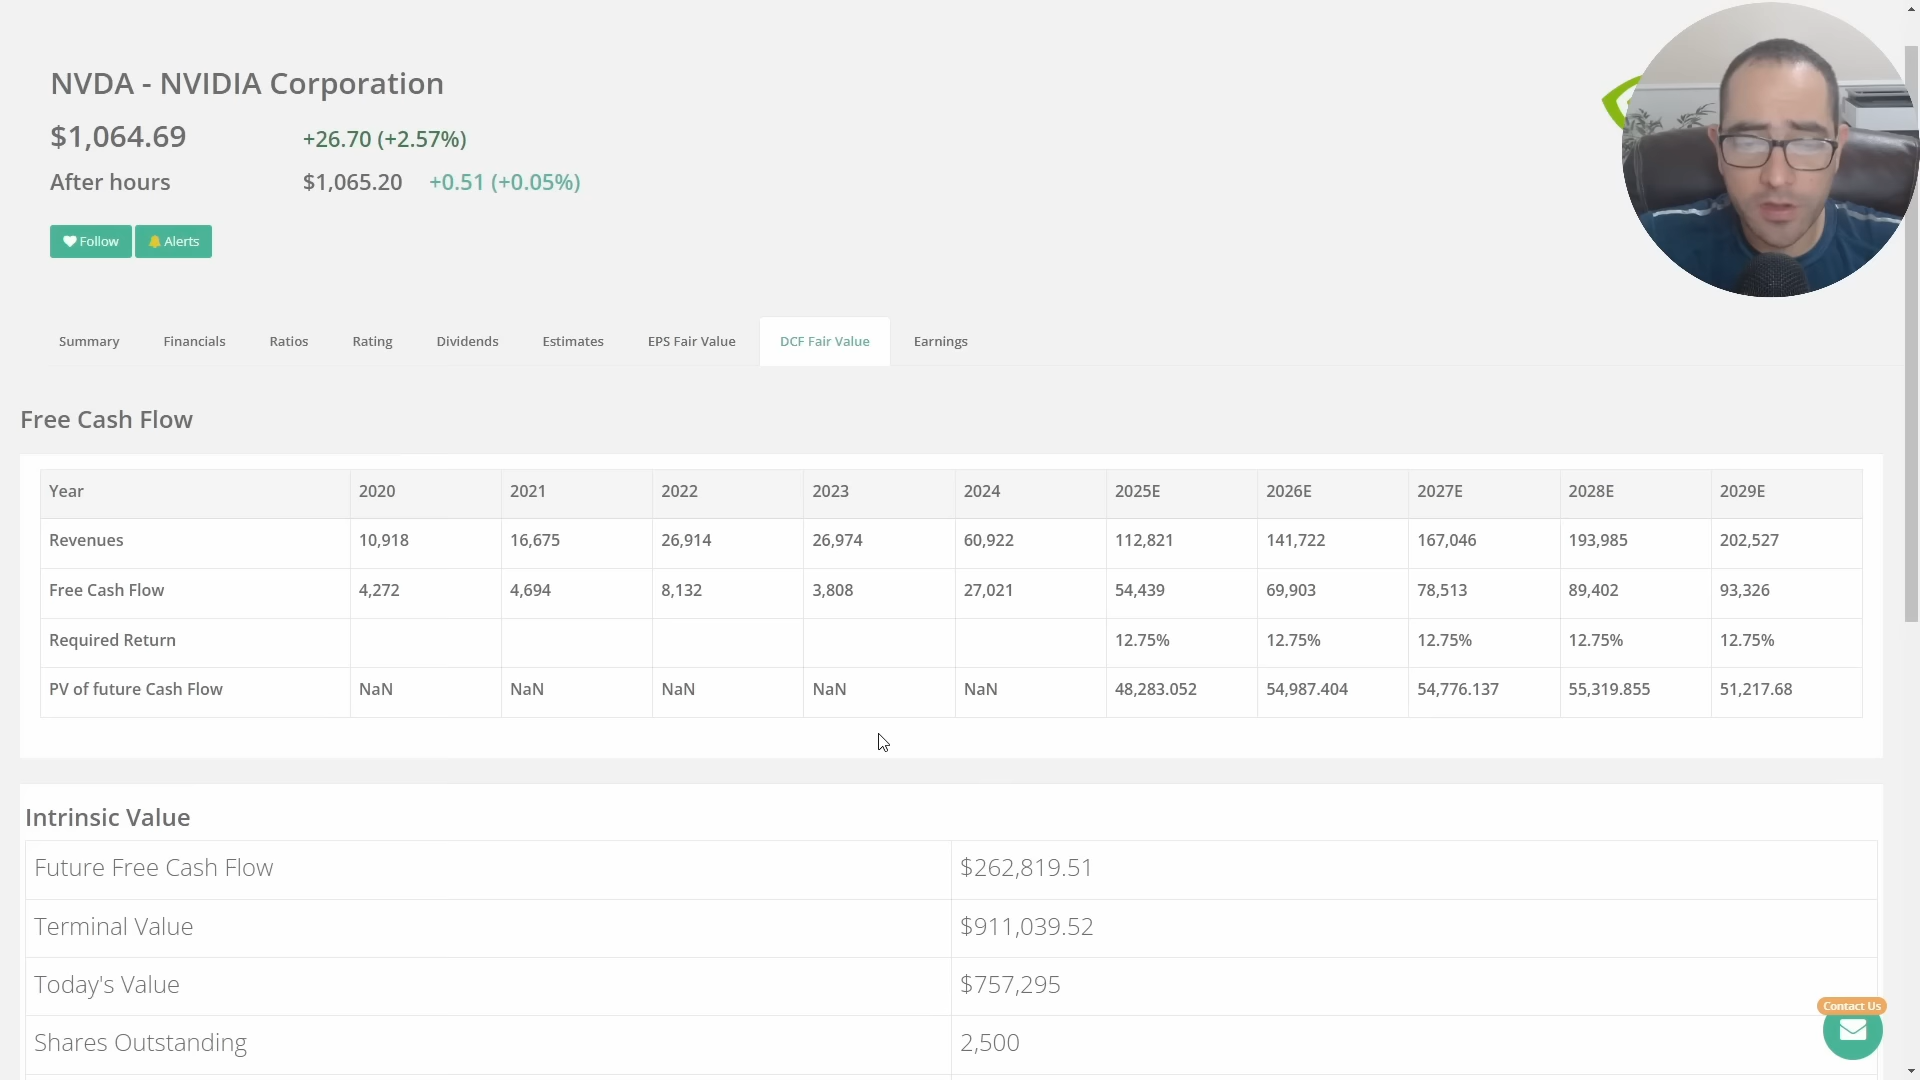 NVDA - NVIDIA Corporation
$1,064.69 +26.70 (+2.57%)
After hours $1,065.20 +0.51 (+0.05%)
Follow Alerts
Summary Financials Ratios Rating Dividends Estimates EPS Fair Value DCF Fair Value Earnings
Free Cash Flow
Year 2020 2021 2022 2023 2024 2025E 2026E 2027E 2028E 2029E
Revenues 10,918 16,675 26,914 26,974 60,922 112,821 141,722 167,046 193,985 202,527
Free Cash Flow 4,272 4,694 8,132 3,808 27,021 54,439 69,903 78,513 89,402 93,326
Required Return 12.75% 12.75% 12.75% 12.75% 12.75%
PV of future Cash Flow NaN NaN NaN NaN NaN 48,283.052 54,987.404 54,776.137 55,319.855 51,217.68
Intrinsic Value
Future Free Cash Flow $262,819.51
Terminal Value $911,039.52
Today's Value $757,295
Contact Us
Shares Outstanding 2,500